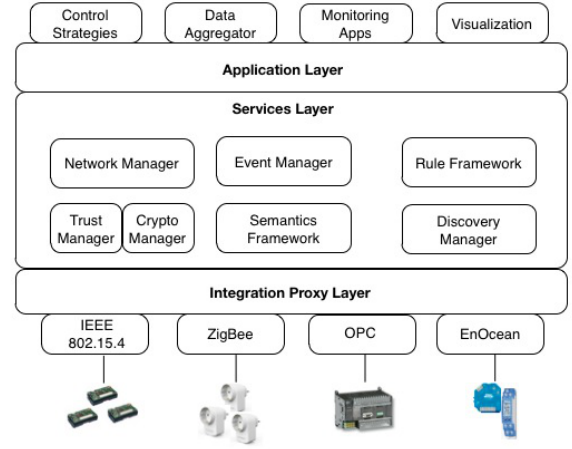 Control
Strategies
Data
Aggregator
Monitoring
Apps
Visualization
Application Layer
Services Layer
Network Manager
Event Manager
Rule Framework
Trust
Manager
Crypto
Manager
Semantics
Framework
Discovery
Manager
Integration Proxy Layer
IEEE
802.15.4
ZigBee
OPC
EnOcean